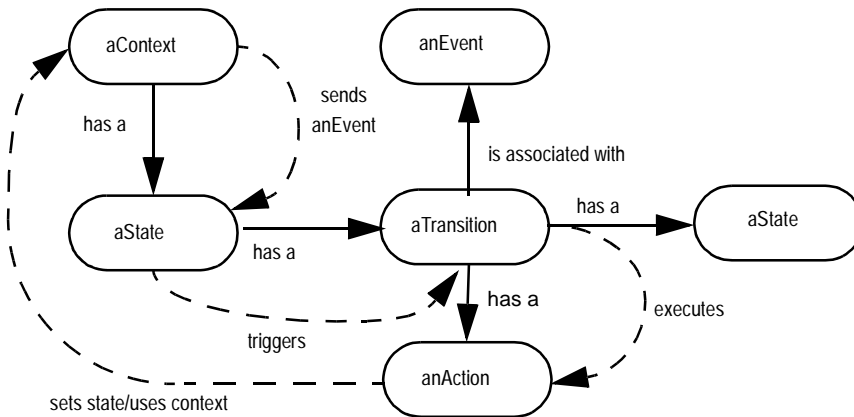 aContext
anEvent
sends
anEvent
has a
is associated with
aState
has a
aTransition
has a
aState
has a
executes
triggers
anAction
sets state/uses context